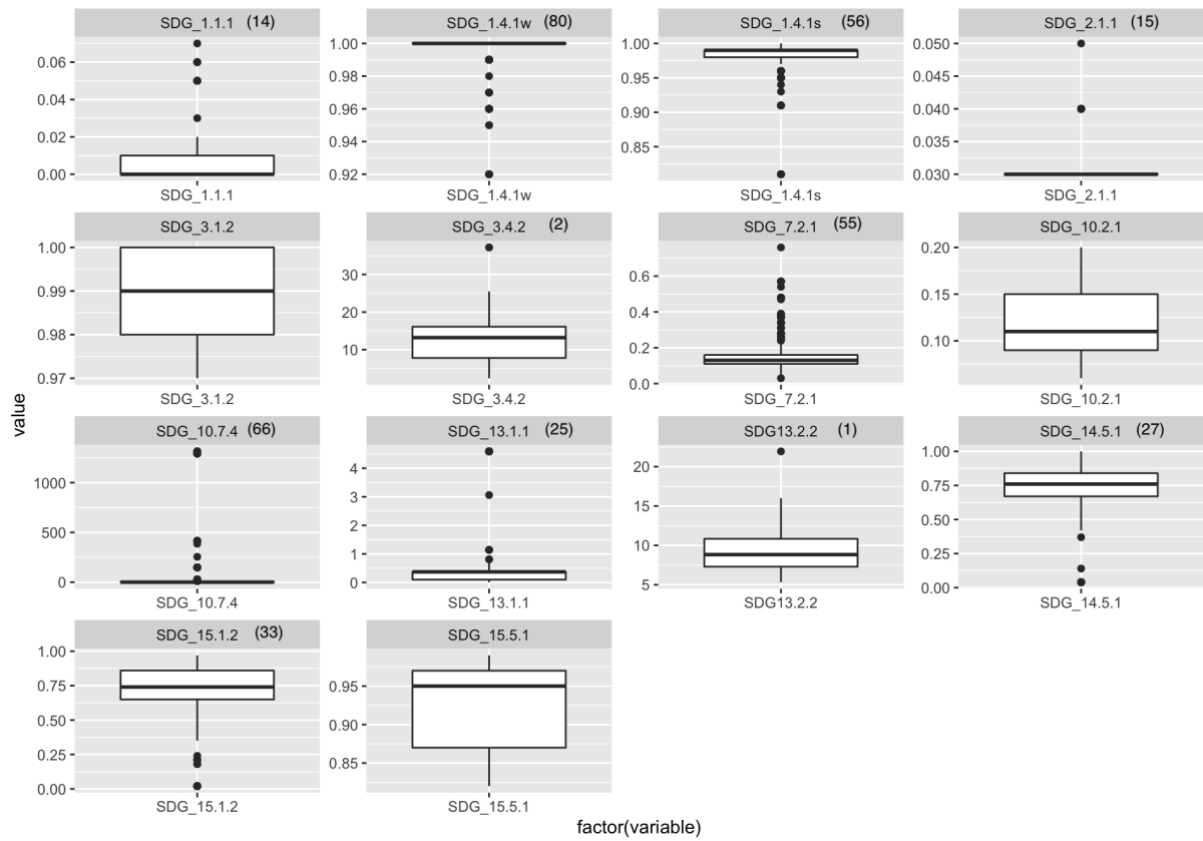 SDG_1.1.1 (14)
SDG_1.4.1w (80)
SDG_1.4.1s (56)
SDG_2.1.1 (15)
0.06
0.04
0.02
0.00
1.00
0.98
0.96
0.94
0.92
1.00
0.95
0.90
0.85
0.050
0.045
0.040
0.035
0.030
SDG_1.1.1
SDG_1.4.1w
SDG_1.4.1s
SDG_2.1.1
SDG_3.1.2
SDG_3.4.2 (2)
SDG_7.2.1 (55)
SDG_10.2.1
1.00
0.99
0.98
0.97
30
20
10
0.6
0.4
0.2
0.0
0.20
0.15
0.10
SDG_3.1.2
SDG_3.4.2
SDG_7.2.1
SDG_10.2.1
value
SDG_10.7.4 (66)
SDG_13.1.1 (25)
SDG13.2.2 (1)
SDG_14.5.1 (27)
1000
500
0
4
3
2
1
0
20
15
10
5
1.00
0.75
0.50
0.25
0.00
SDG_10.7.4
SDG_13.1.1
SDG13.2.2
SDG_14.5.1
SDG_15.1.2 (33)
SDG_15.5.1
1.00
0.75
0.50
0.25
0.00
0.95
0.90
0.85
SDG_15.1.2
SDG_15.5.1
factor(variable)